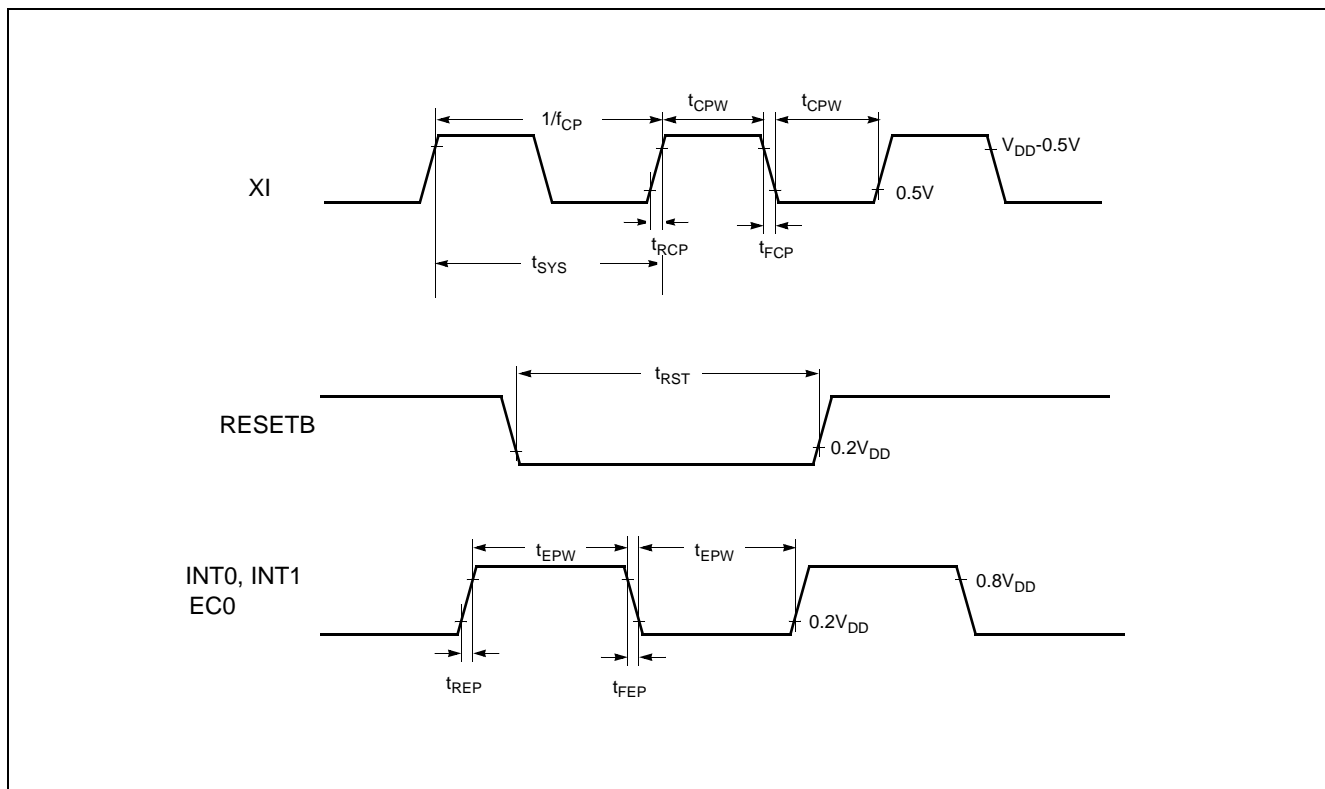 1/fCP
tCPW
tCPW
VDD-0.5V
XI
0.5V
tRCP
tFCP
tSYS
tRST
RESETB
0.2VDD
tEPW
tEPW
INT0, INT1
EC0
0.8VDD
0.2VDD
tREP
tFEP